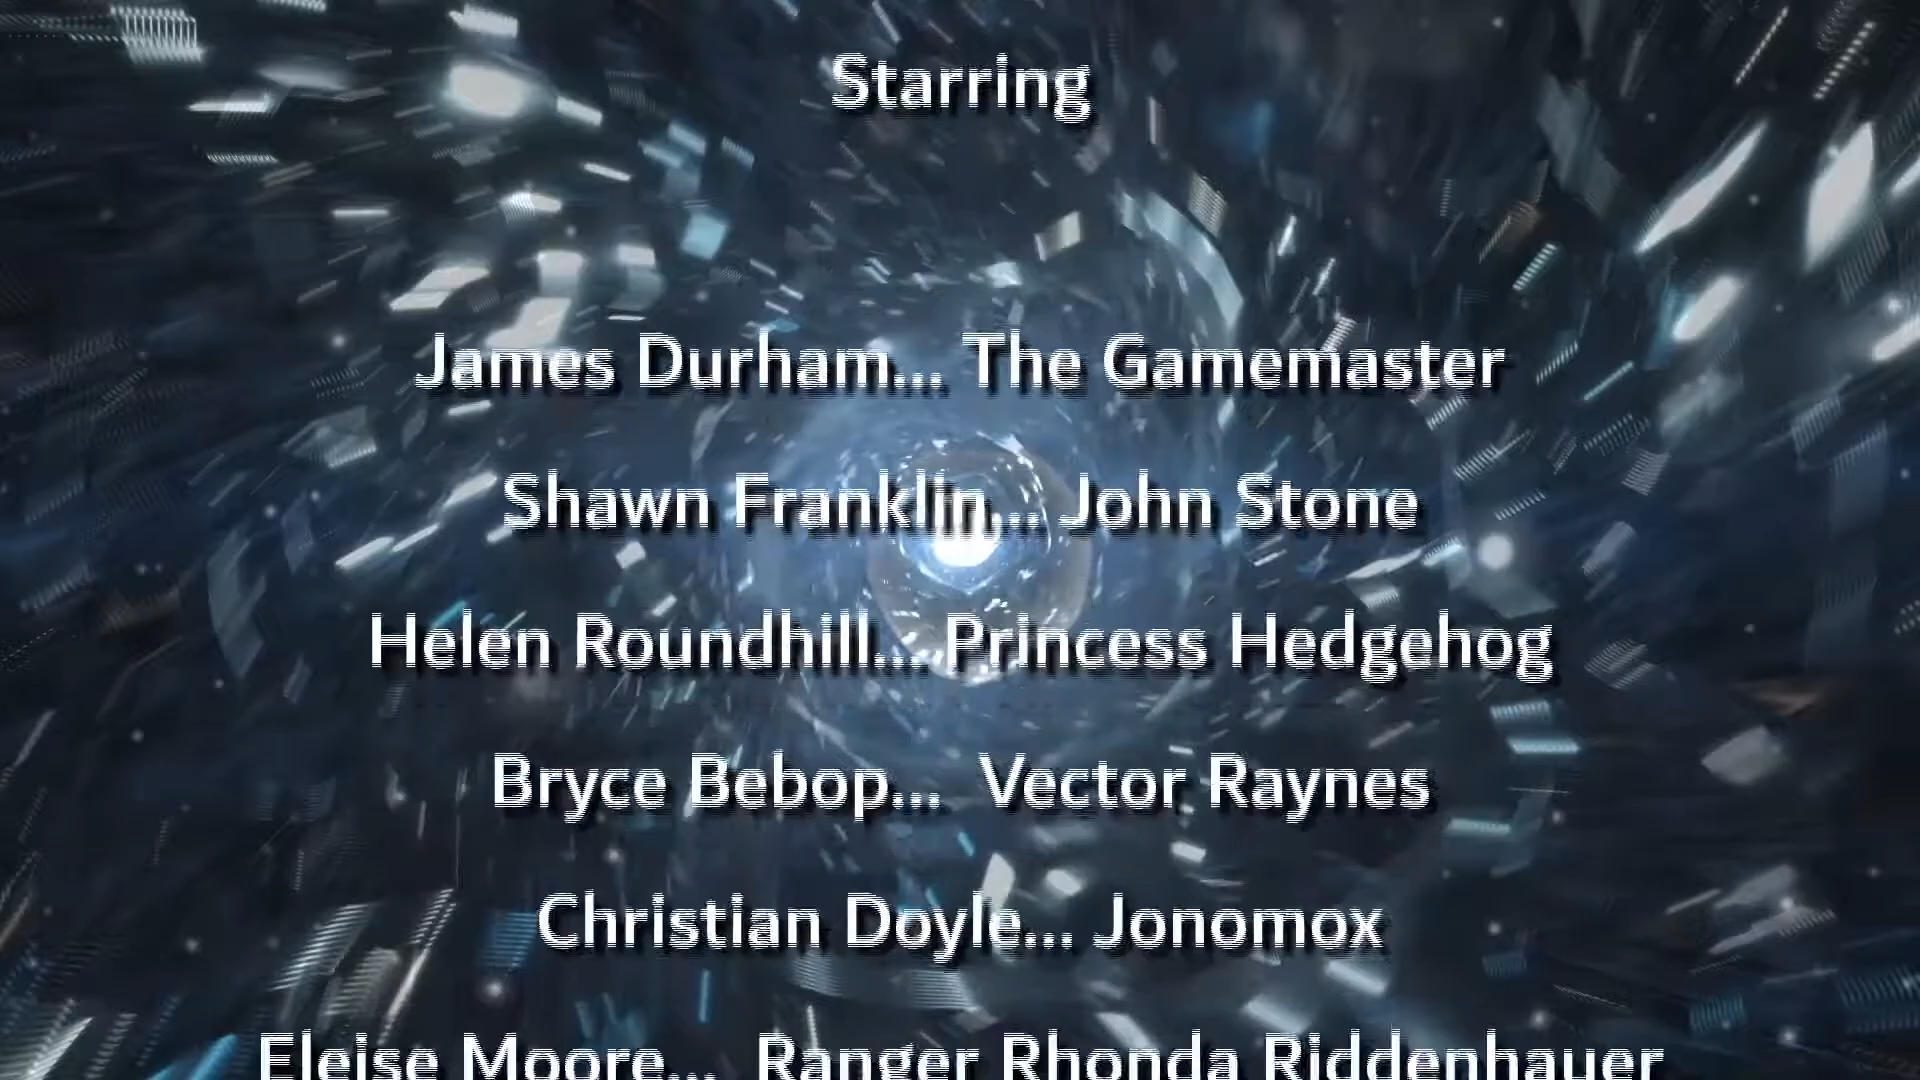 Starring
James Durham... The Gamemaster
Shawn Franklin... John Stone
Helen Roundhill... Princess Hedgehog
Bryce Bebop... Vector Raynes
Christian Doyle... Jonomox
Eleise Moore... Ranger Rhonda Riddenhauer